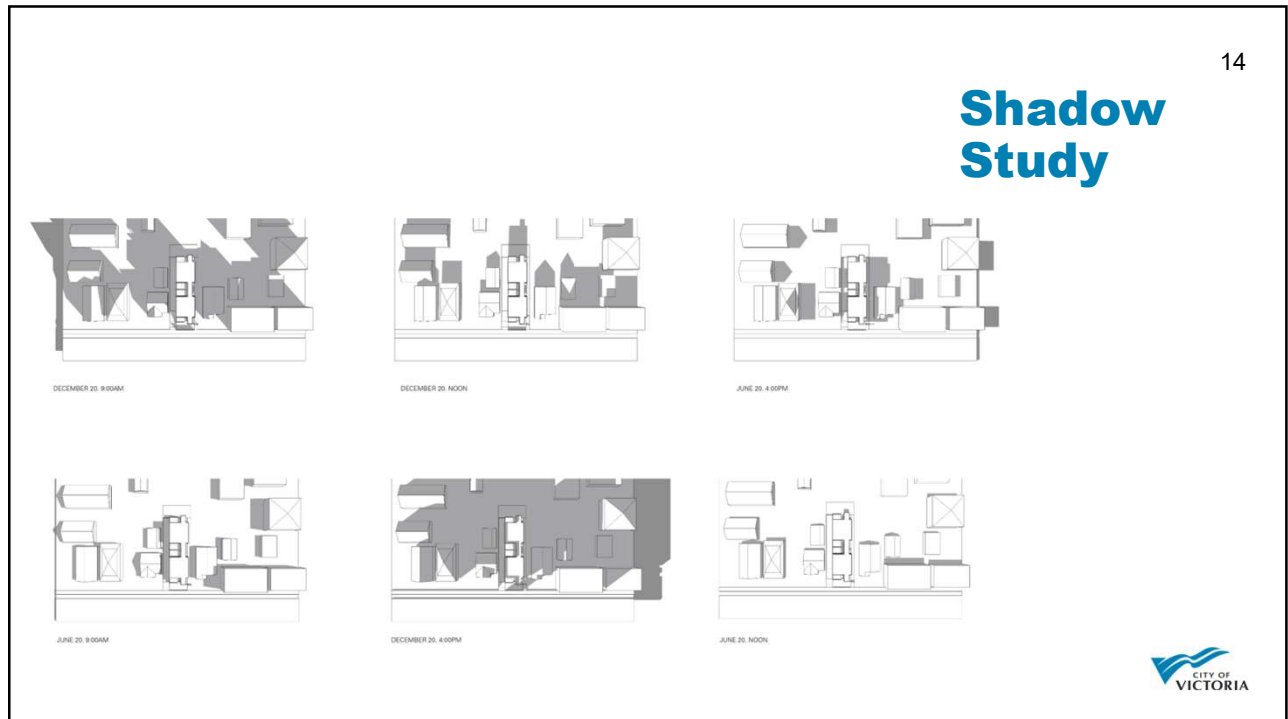 14
Shadow
Study
DECEMBER 20. 9:00AM
DECEMBER 20. NOON
JUNE 20. 4:00PM
JUNE 20. 9:00AM
DECEMBER 20. 4:00PM
JUNE 20. NOON
CITY OF
VICTORIA